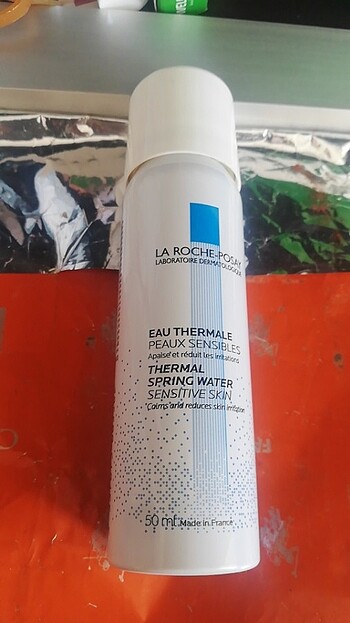 LA ROCHE-POSAY
LABORATOIRE DERMATOLOGIQUE
EAU THERMALE
PEAUX SENSIBLES
Apaise et réduit les irritations
THERMAL
SPRING WATER
SENSITIVE SKIN
Calms and reduces skin irritation
50 mL Made in France